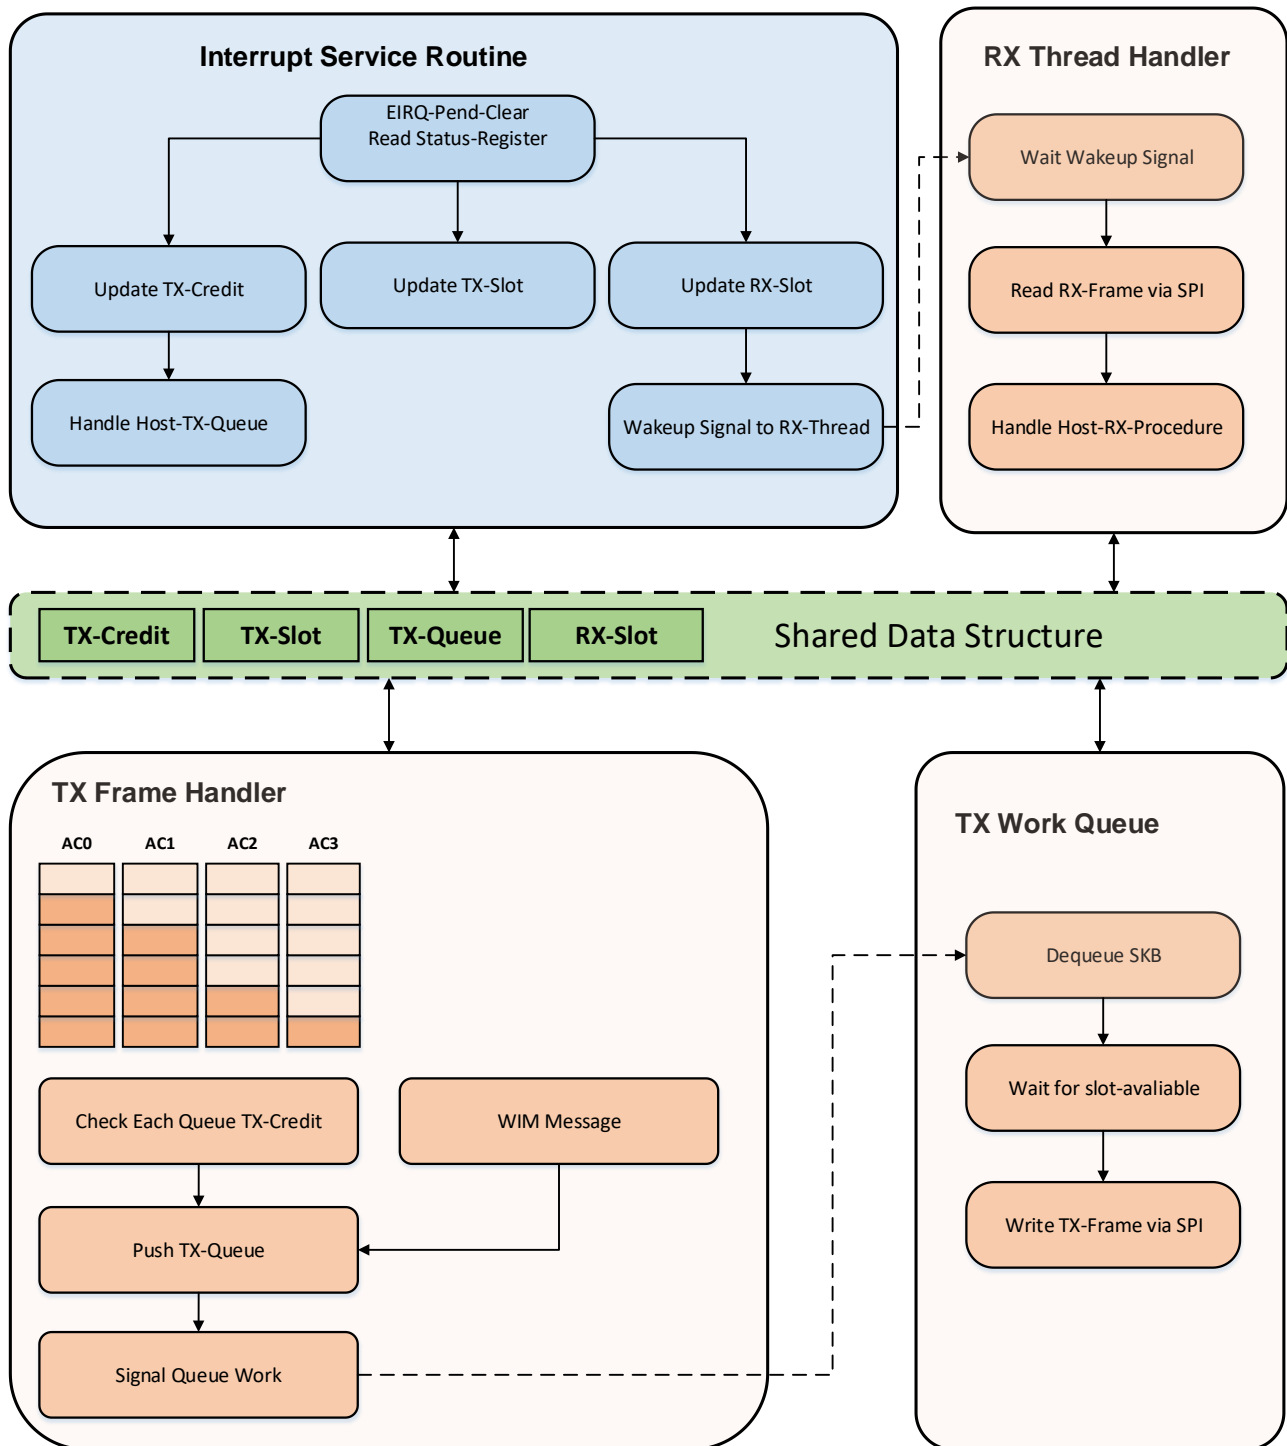 Interrupt Service Routine
EIRQ-Pend-Clear
Read Status-Register
Update TX-Credit
Update TX-Slot
Update RX-Slot
Handle Host-TX-Queue
Wakeup Signal to RX-Thread
RX Thread Handler
Wait Wakeup Signal
Read RX-Frame via SPI
Handle Host-RX-Procedure
TX-Credit
TX-Slot
TX-Queue
RX-Slot
Shared Data Structure
TX Frame Handler
AC0
AC1
AC2
AC3
Check Each Queue TX-Credit
WIM Message
Push TX-Queue
Signal Queue Work
TX Work Queue
Dequeue SKB
Wait for slot-avaliable
Write TX-Frame via SPI